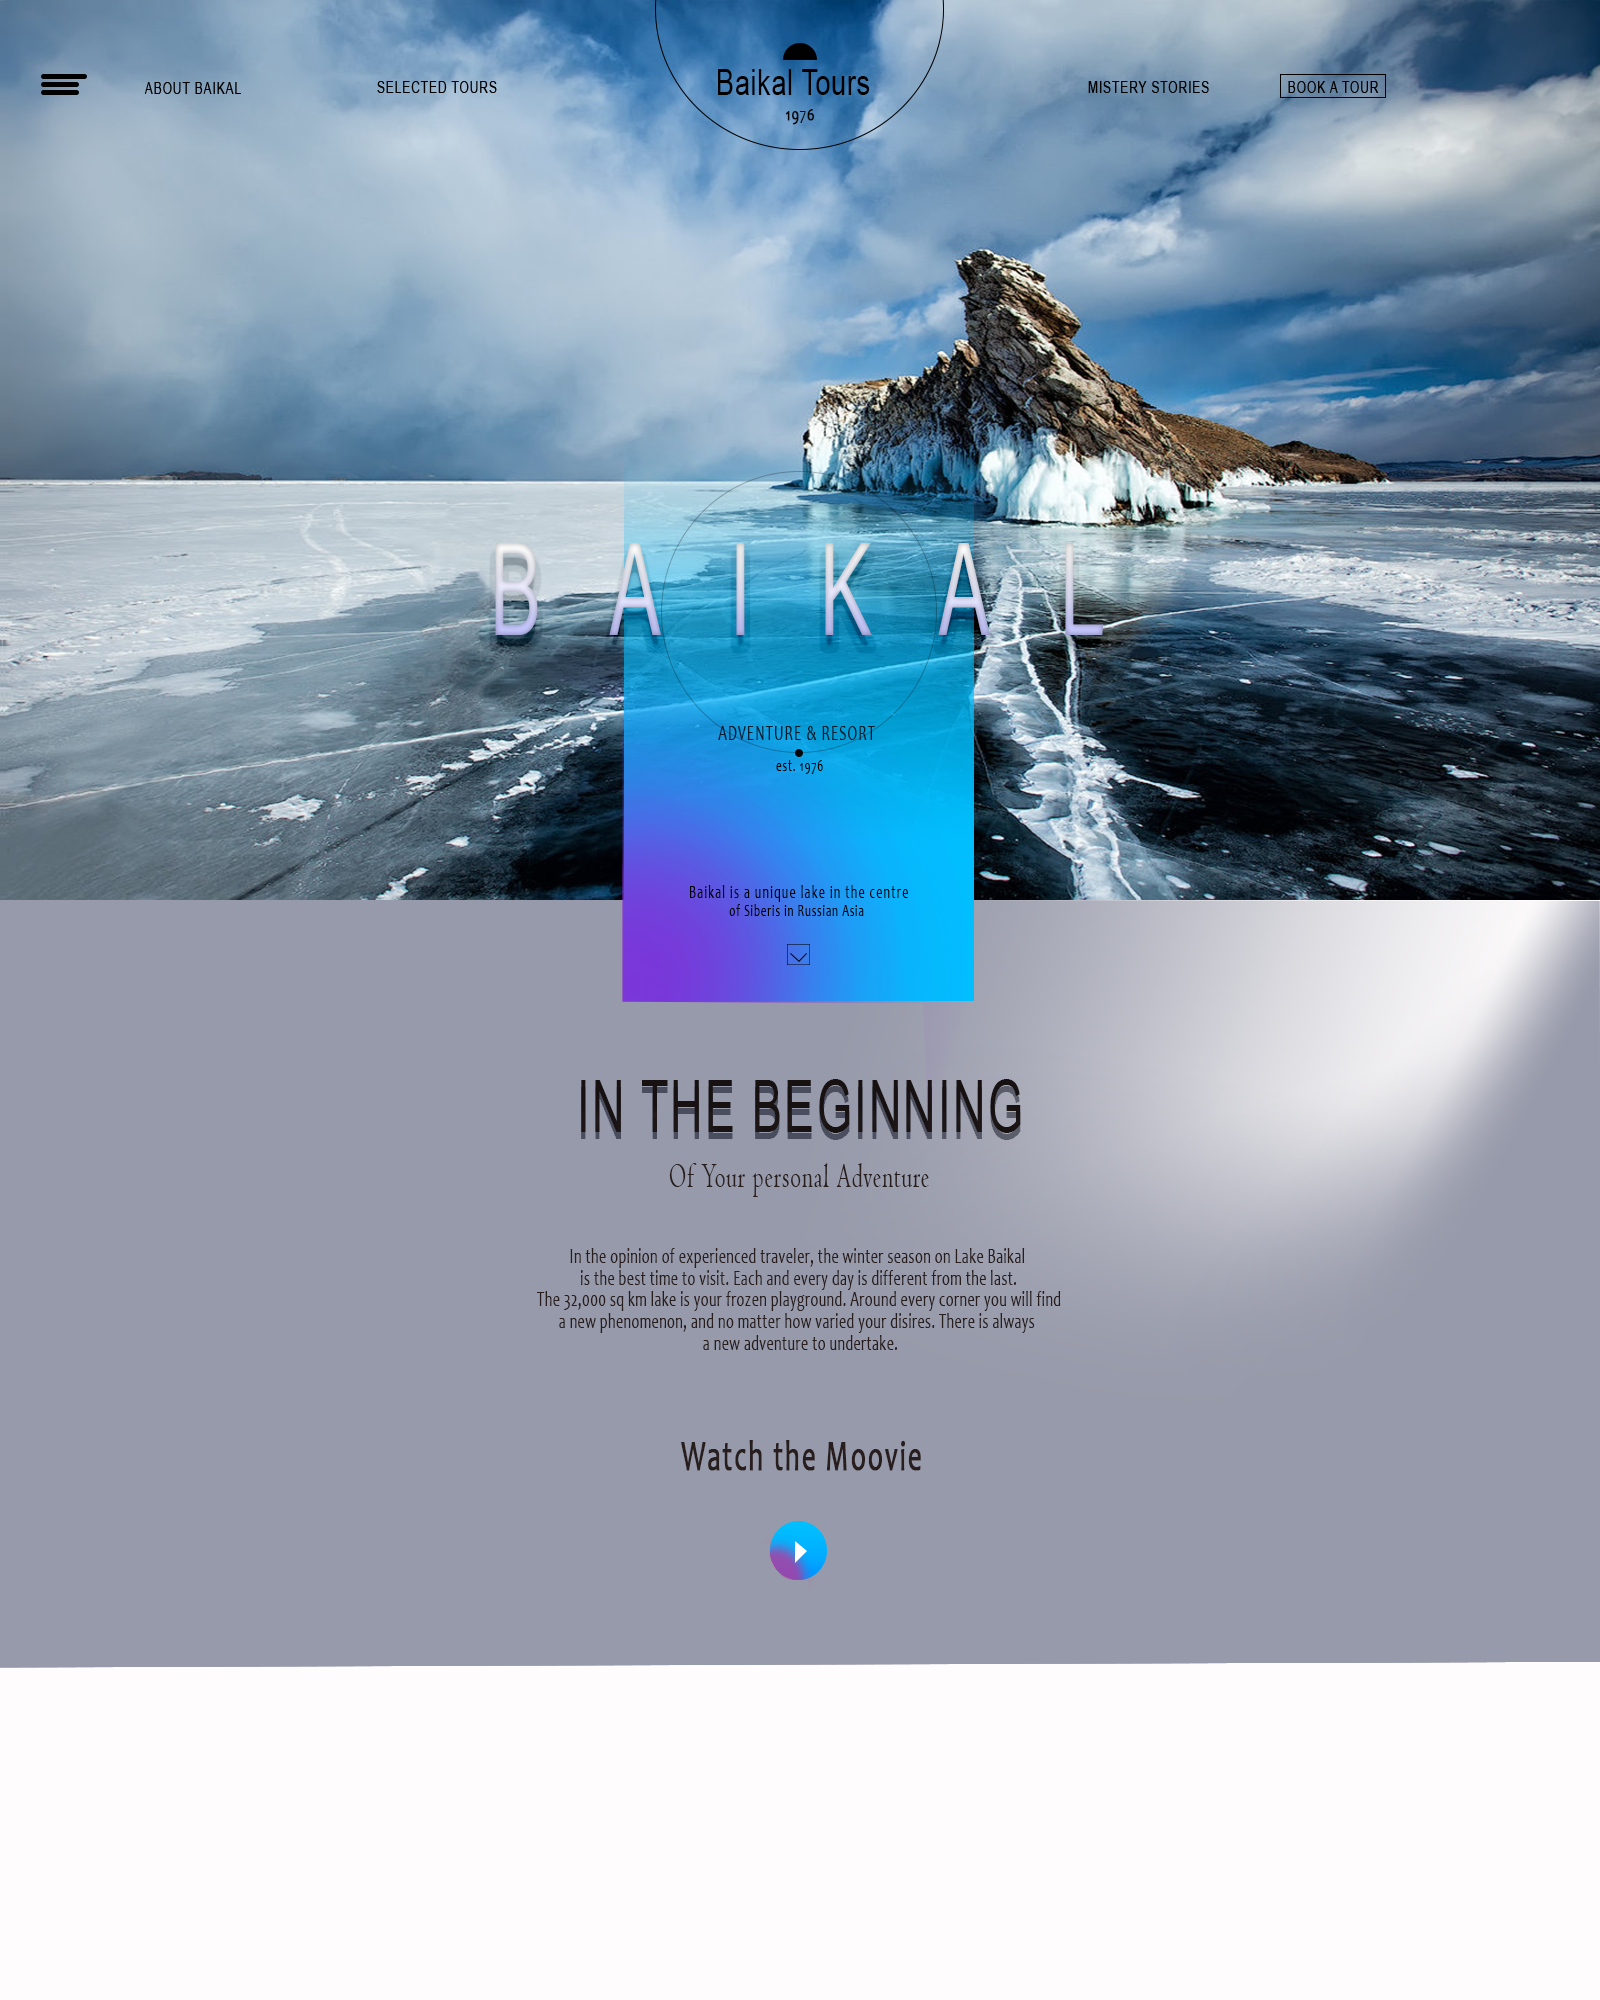 ABOUT BAIKAL
SELECTED TOURS
Baikal Tours
1976
MISTERY STORIES
BOOK A TOUR
BAIKAL
ADVENTURE & RESORT
est. 1976
Baikal is a unique lake in the centre
of Siberis in Russian Asia
IN THE BEGINNING
Of Your personal Adventure
In the opinion of experienced traveler, the winter season on Lake Baikal
is the best time to visit. Each and every day is different from the last.
The 32,000 sq km lake is your frozen playground. Around every corner you will find
a new phenomenon, and no matter how varied your disires. There is always
a new adventure to undertake.
Watch the Moovie